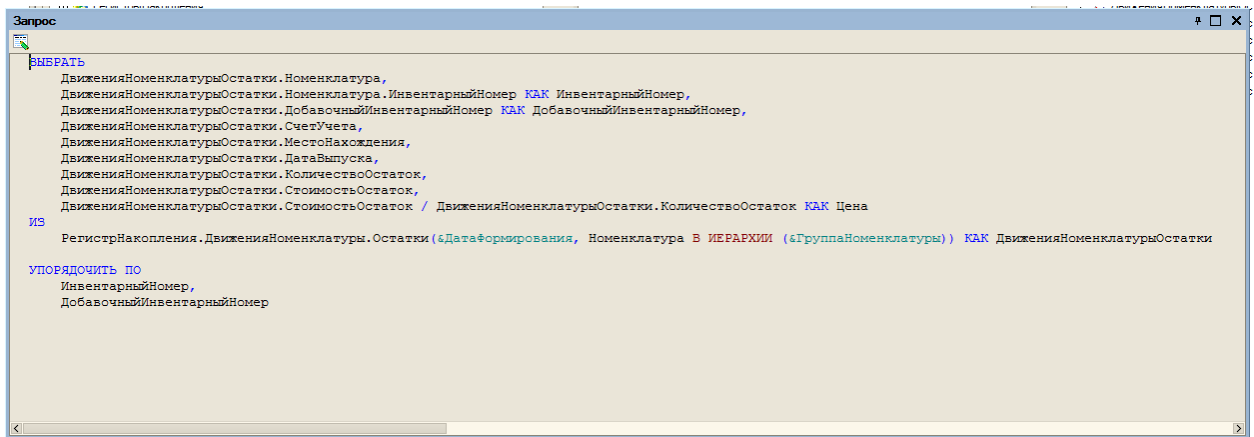 Запрос
ВЫБРАТЬ
ДвиженияНоменклатурыОстатки.Номенклатура,
ДвиженияНоменклатурыОстатки.Номенклатура.ИнвентарныйНомер КАК ИнвентарныйНомер,
ДвиженияНоменклатурыОстатки.ДобавочныйИнвентарныйНомер КАК ДобавочныйИнвентарныйНомер,
ДвиженияНоменклатурыОстатки.СчетУчета,
ДвиженияНоменклатурыОстатки.МестоНахождения,
ДвиженияНоменклатурыОстатки.ДатаВыпуска,
ДвиженияНоменклатурыОстатки.КоличествоОстаток,
ДвиженияНоменклатурыОстатки.СтоимостьОстаток,
ДвиженияНоменклатурыОстатки.СтоимостьОстаток / ДвиженияНоменклатурыОстатки.КоличествоОстаток КАК Цена
ИЗ
РегистрНакопления.ДвиженияНоменклатуры.Остатки(&ДатаФормирования, Номенклатура В ИЕРАРХИИ (&ГруппаНоменклатуры)) КАК ДвиженияНоменклатурыОстатки
УПОРЯДОЧИТЬ ПО
ИнвентарныйНомер,
ДобавочныйИнвентарныйНомер